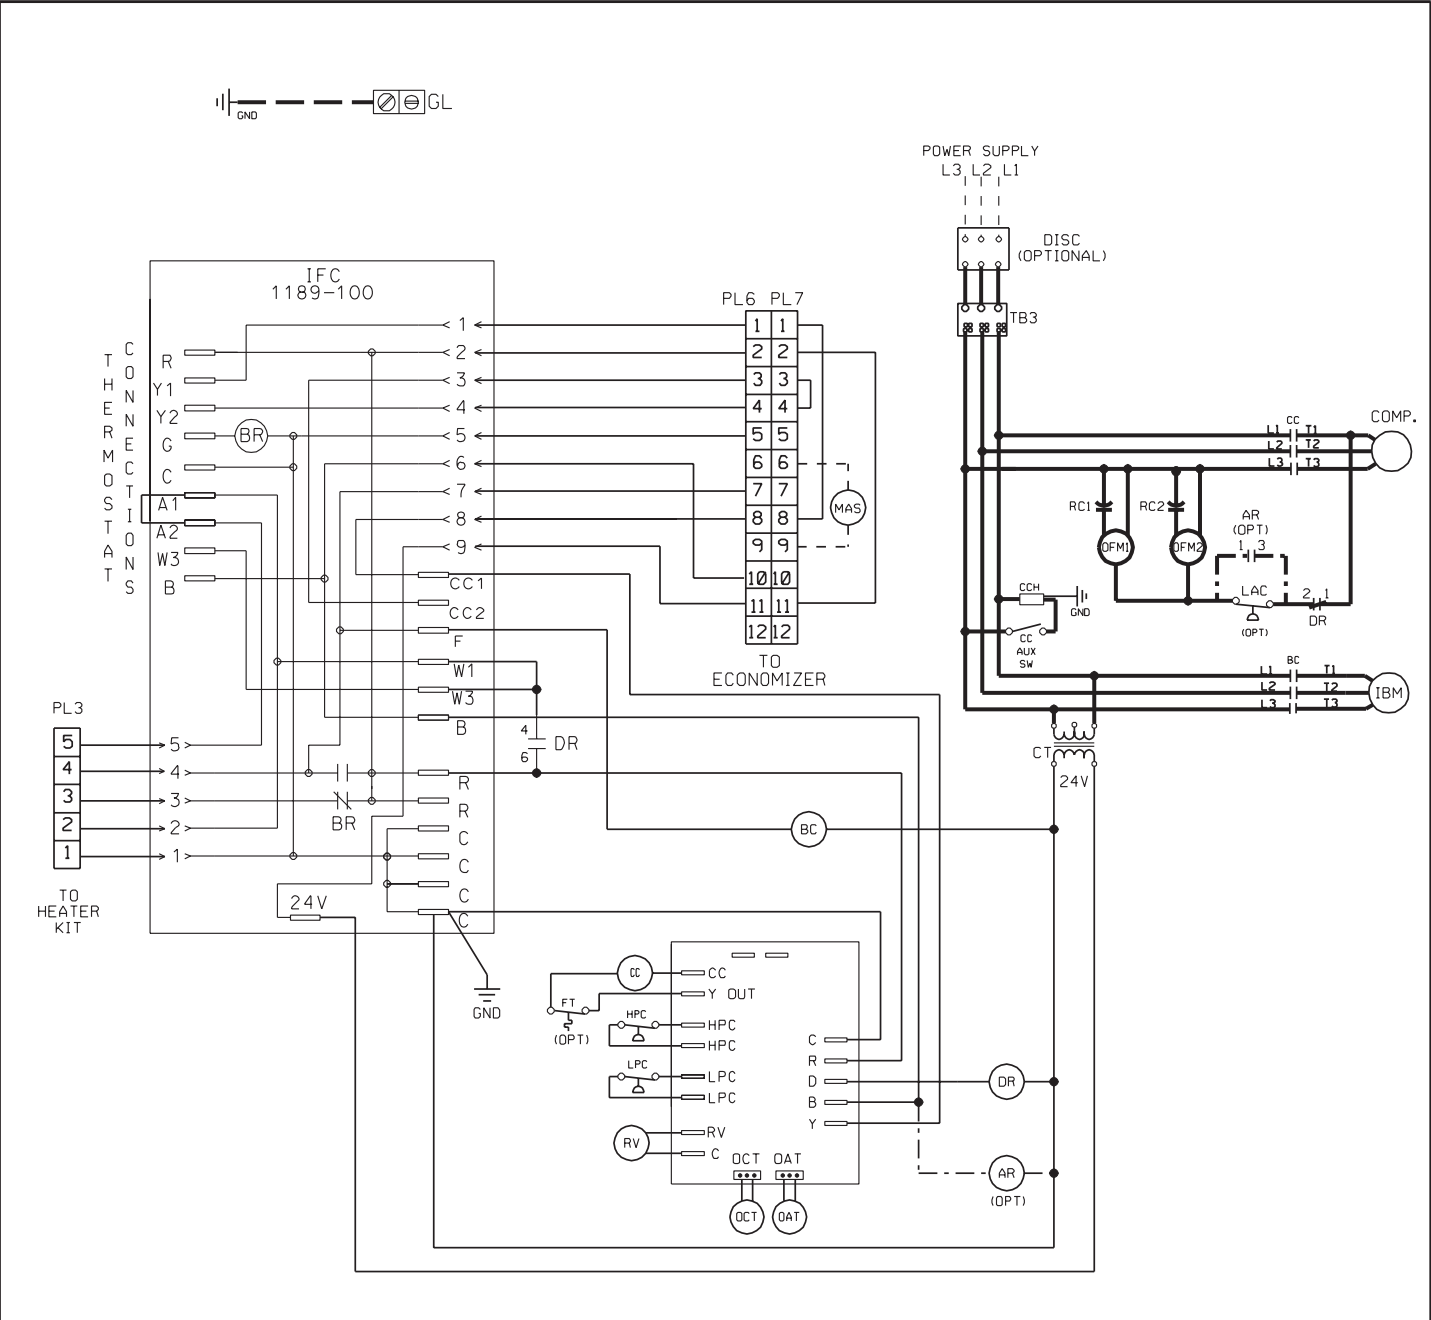 GND
GL
POWER SUPPLY
L3 L2 L1
DISC
(OPTIONAL)
TB3
IFC
1189-100
THERMOSTAT
CONNECTIONS
R
Y1
Y2
G
C
A1
A2
W3
B
BR
1
2
3
4
5
6
7
8
9
CC1
CC2
F
W1
W3
B
R
R
C
C
C
C
5
4
3
2
1
BR
24V
GND
PL3
5
4
3
2
1
TO
HEATER
KIT
PL6 PL7
1 1
2 2
3 3
4 4
5 5
6 6
7 7
8 8
9 9
10 10
11 11
12 12
MAS
TO
ECONOMIZER
4
DR
6
BC
COMP.
CC
L1 T1
L2 T2
L3 T3
RC1
RC2
OFM1
OFM2
AR
(OPT)
1 3
LAC
(OPT)
2 1
DR
CCH
GND
CC
AUX
SW
BC
L1 T1
L2 T2
L3 T3
IBM
CT
24V
CC
FT
(OPT)
HPC
LPC
RV
CC
Y OUT
HPC
HPC
LPC
LPC
RV
C
C
R
D
B
Y
OCT OAT
OCT
OAT
DR
AR
(OPT)